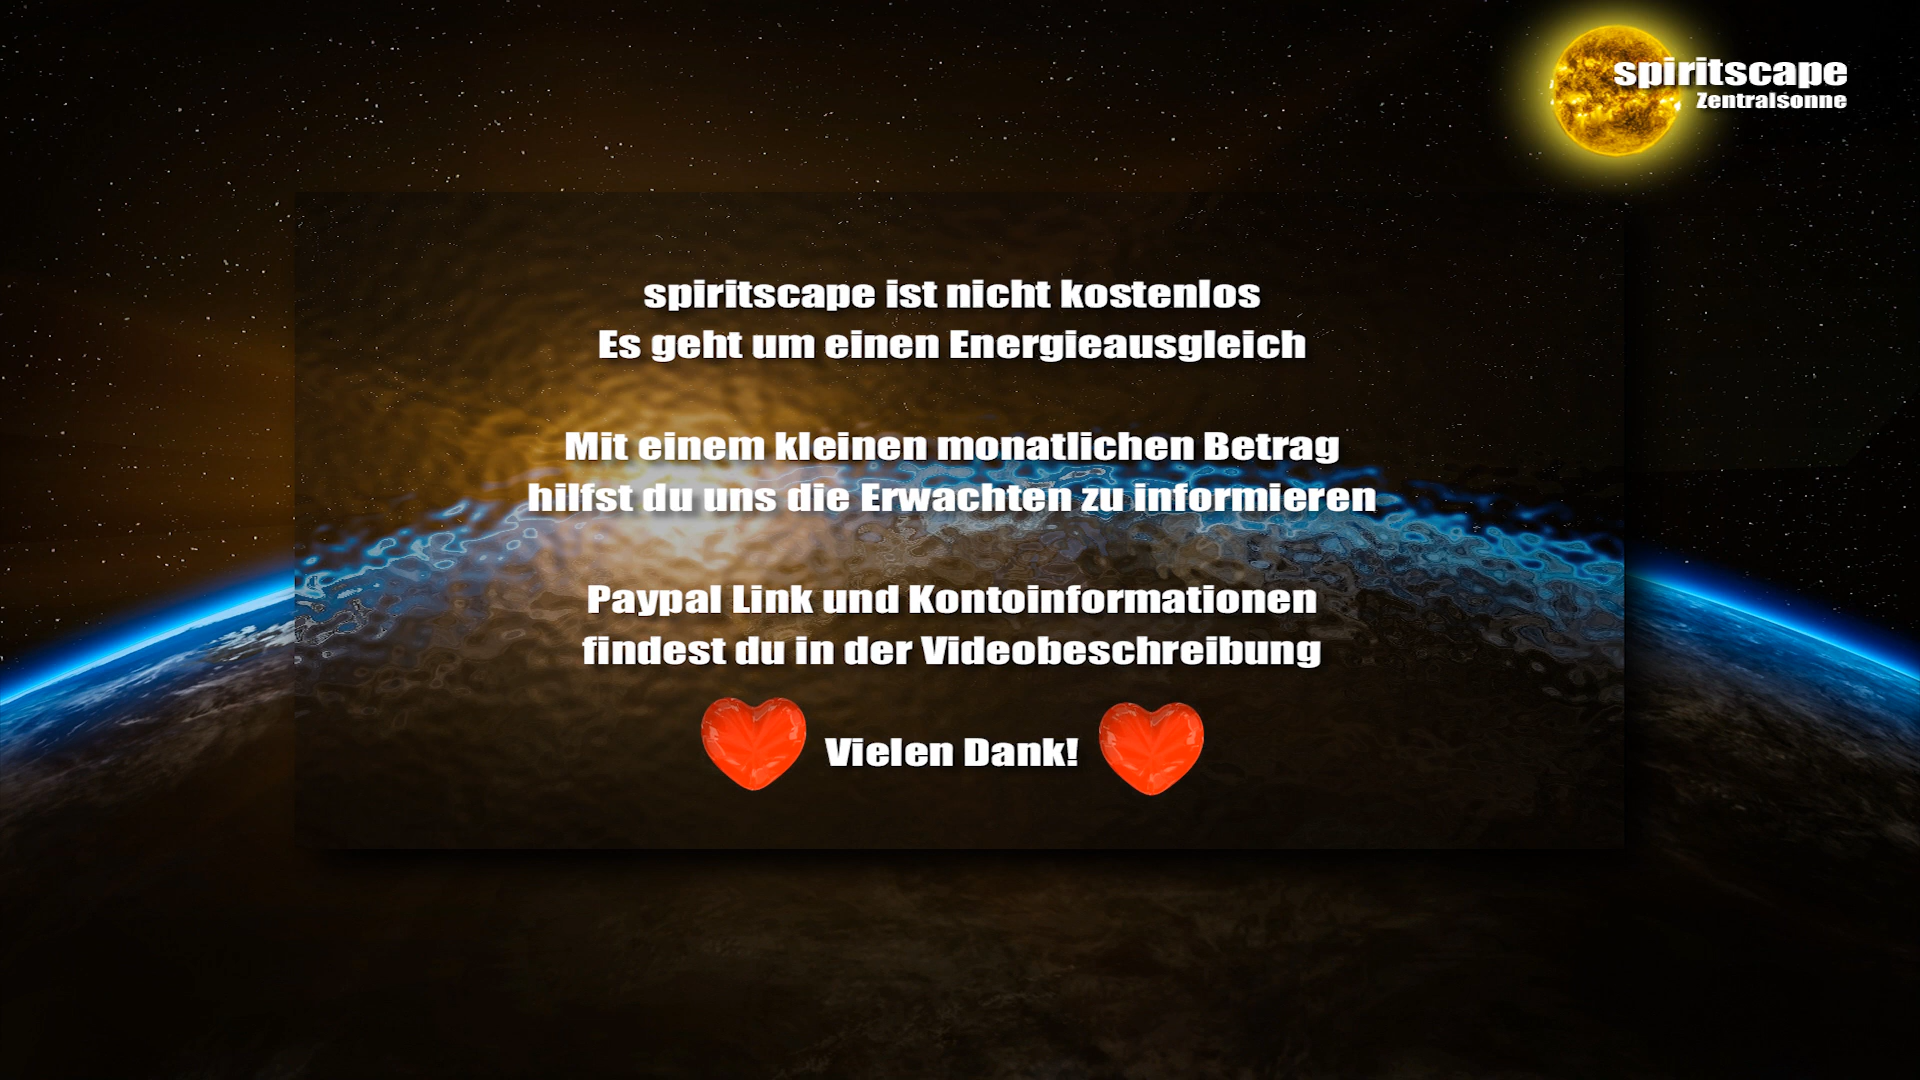 spiritscape
Zentralsonne
spiritscape ist nicht kostenlos
Es geht um einen Energieausgleich
Mit einem kleinen monatlichen Betrag
hilfst du uns die Erwachten zu informieren
Paypal Link und Kontoinformationen
findest du in der Videobeschreibung
Vielen Dank!